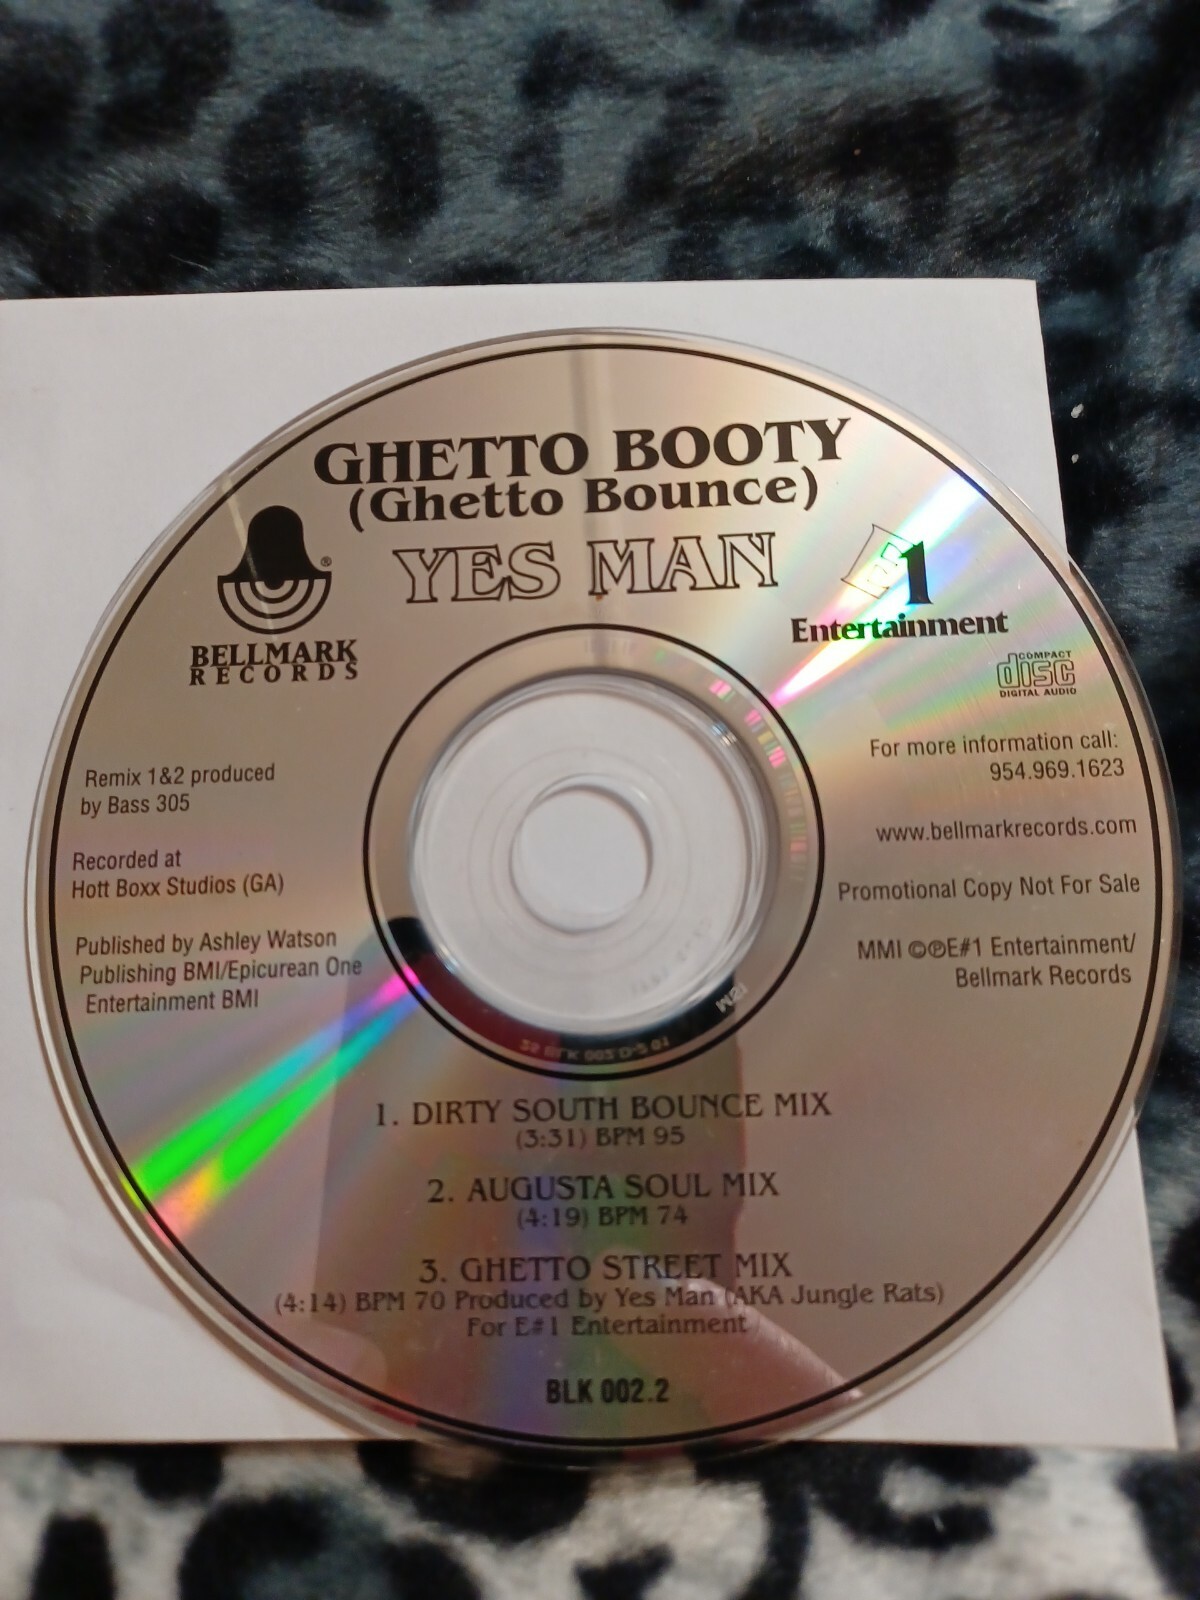 GHETTO BOOTY
(Ghetto Bounce)
YES MAN
®
BELLMARK
RECORDS
E1
Entertainment
COMPACT
disc
DIGITAL AUDIO
Remix 1&2 produced
by Bass 305
Recorded at
Hott Boxx Studios (GA)
Published by Ashley Watson
Publishing BMI/Epicurean One
Entertainment BMI
For more information call:
954.969.1623
www.bellmarkrecords.com
Promotional Copy Not For Sale
MMI ©℗E#1 Entertainment/
Bellmark Records
1. DIRTY SOUTH BOUNCE MIX
(3:31) BPM 95
2. AUGUSTA SOUL MIX
(4:19) BPM 74
3. GHETTO STREET MIX
(4:14) BPM 70 Produced by Yes Man (AKA Jungle Rats)
For E#1 Entertainment
BLK 002.2